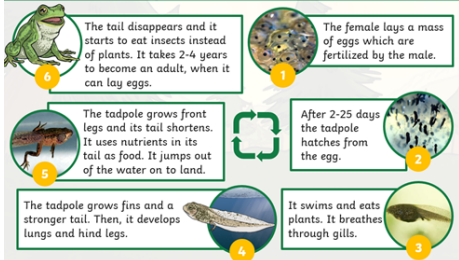 The female lays a mass
of eggs which are
fertilized by the male.
1
After 2-25 days
the tadpole
hatches from
the egg.
2
It swims and eats
plants. It breathes
through gills.
3
The tadpole grows fins and a
stronger tail. Then, it develops
lungs and hind legs.
4
The tadpole grows front
legs and its tail shortens.
It uses nutrients in its
tail as food. It jumps out
of the water on to land.
5
The tail disappears and it
starts to eat insects instead
of plants. It takes 2-4 years
to become an adult, when it
can lay eggs.
6